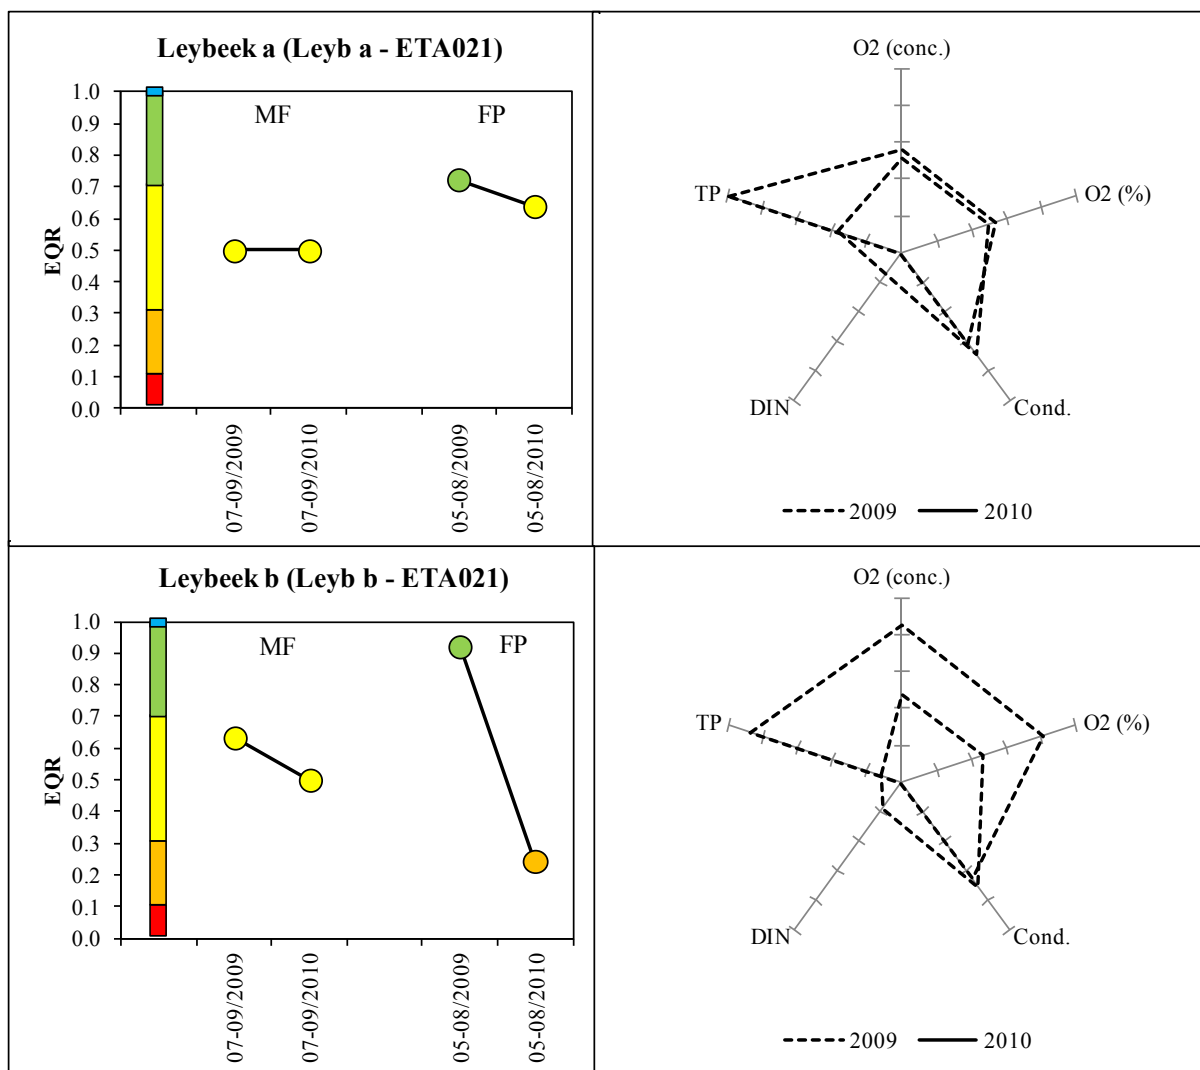 Leybeek a (Leyb a - ETA021)
EQR
1.0
0.9
0.8
0.7
0.6
0.5
0.4
0.3
0.2
0.1
0.0
MF
FP
07-09/2009
07-09/2010
05-08/2009
05-08/2010
O2 (conc.)
O2 (%)
Cond.
DIN
TP
2009
2010
Leybeek b (Leyb b - ETA021)
EQR
1.0
0.9
0.8
0.7
0.6
0.5
0.4
0.3
0.2
0.1
0.0
MF
FP
07-09/2009
07-09/2010
05-08/2009
05-08/2010
O2 (conc.)
O2 (%)
Cond.
DIN
TP
2009
2010